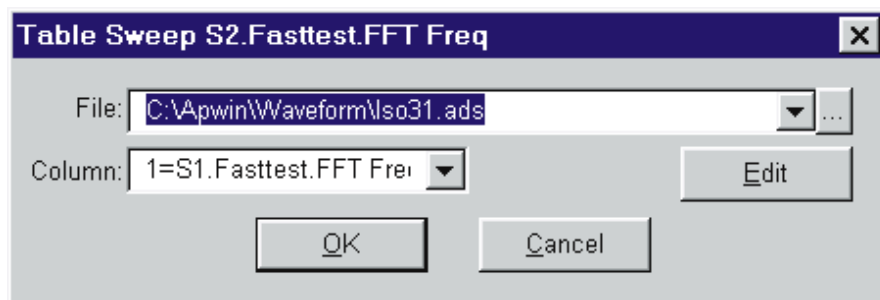 Table Sweep S2.Fasttest.FFT Freq
File: C:\Apwin\Waveform\Iso31.ads ...
Column: 1=S1.Fasttest.FFT Fre Edit
OK Cancel